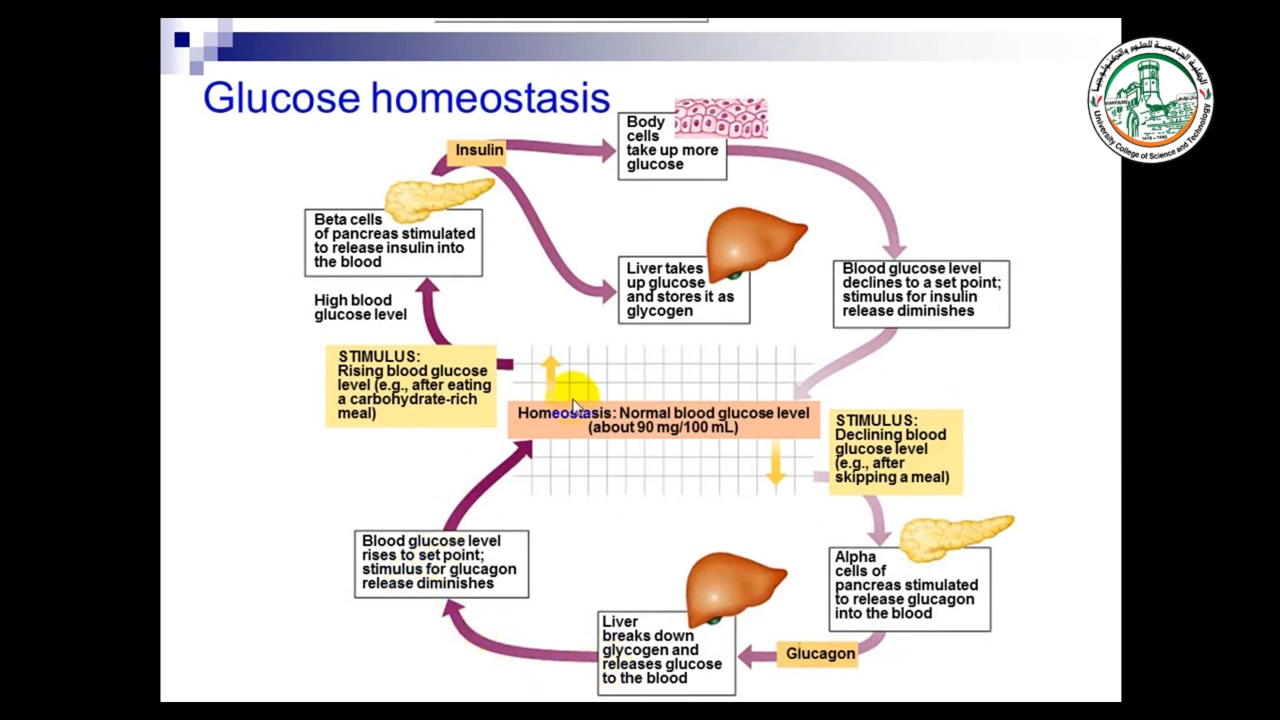 Glucose homeostasis
Insulin
Body
cells
take up more
glucose
Beta cells
of pancreas stimulated
to release insulin into
the blood
Liver takes
up glucose
and stores it as
glycogen
Blood glucose level
declines to a set point;
stimulus for insulin
release diminishes
High blood
glucose level
STIMULUS:
Rising blood glucose
level (e.g., after eating
a carbohydrate-rich
meal)
Homeostasis: Normal blood glucose level
(about 90 mg/100 mL)
STIMULUS:
Declining blood
glucose level
(e.g., after
skipping a meal)
Blood glucose level
rises to set point;
stimulus for glucagon
release diminishes
Alpha
cells of
pancreas stimulated
to release glucagon
into the blood
Liver
breaks down
glycogen and
releases glucose
to the blood
Glucagon
الكلية الجامعية للعلوم والتكنولوجيا
University College of Science and Technology